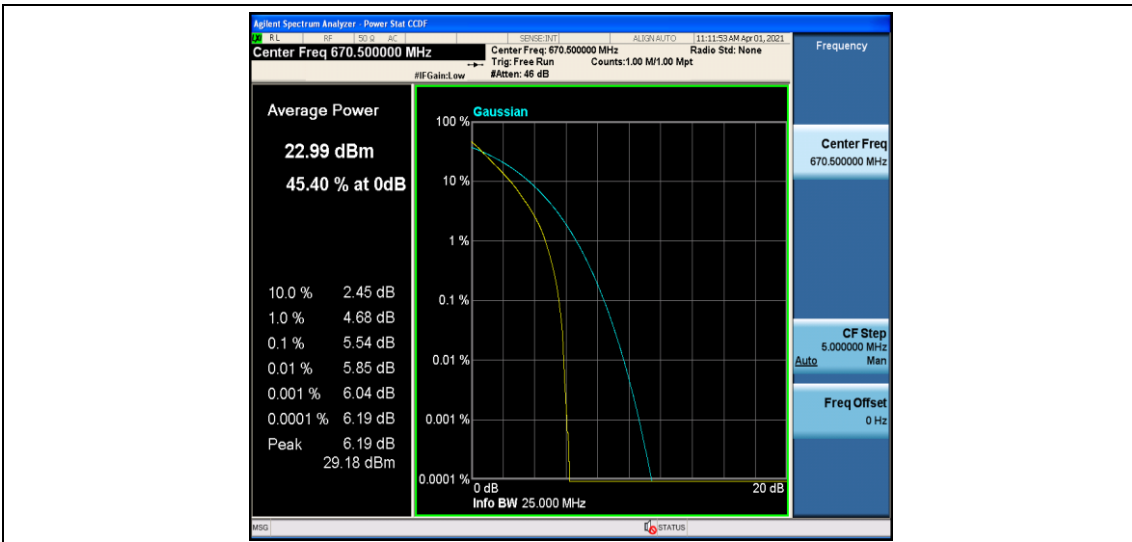 Agilent Spectrum Analyzer - Power Stat CCDF
RL RF 50 Ω AC SENSE:INT ALIGN AUTO 11:11:53 AM Apr 01, 2021
Center Freq 670.500000 MHz
Center Freq: 670.500000 MHz Radio Std: None
Trig: Free Run Counts:1.00 M/1.00 Mpt
#IFGain:Low #Atten: 46 dB
Frequency
Average Power
22.99 dBm
45.40 % at 0dB
10.0 % 2.45 dB
1.0 % 4.68 dB
0.1 % 5.54 dB
0.01 % 5.85 dB
0.001 % 6.04 dB
0.0001 % 6.19 dB
Peak 6.19 dB
29.18 dBm
Gaussian
100 %
10 %
1 %
0.1 %
0.01 %
0.001 %
0.0001 %
0 dB 20 dB
Info BW 25.000 MHz
Center Freq
670.500000 MHz
CF Step
5.000000 MHz
Auto Man
Freq Offset
0 Hz
MSG STATUS